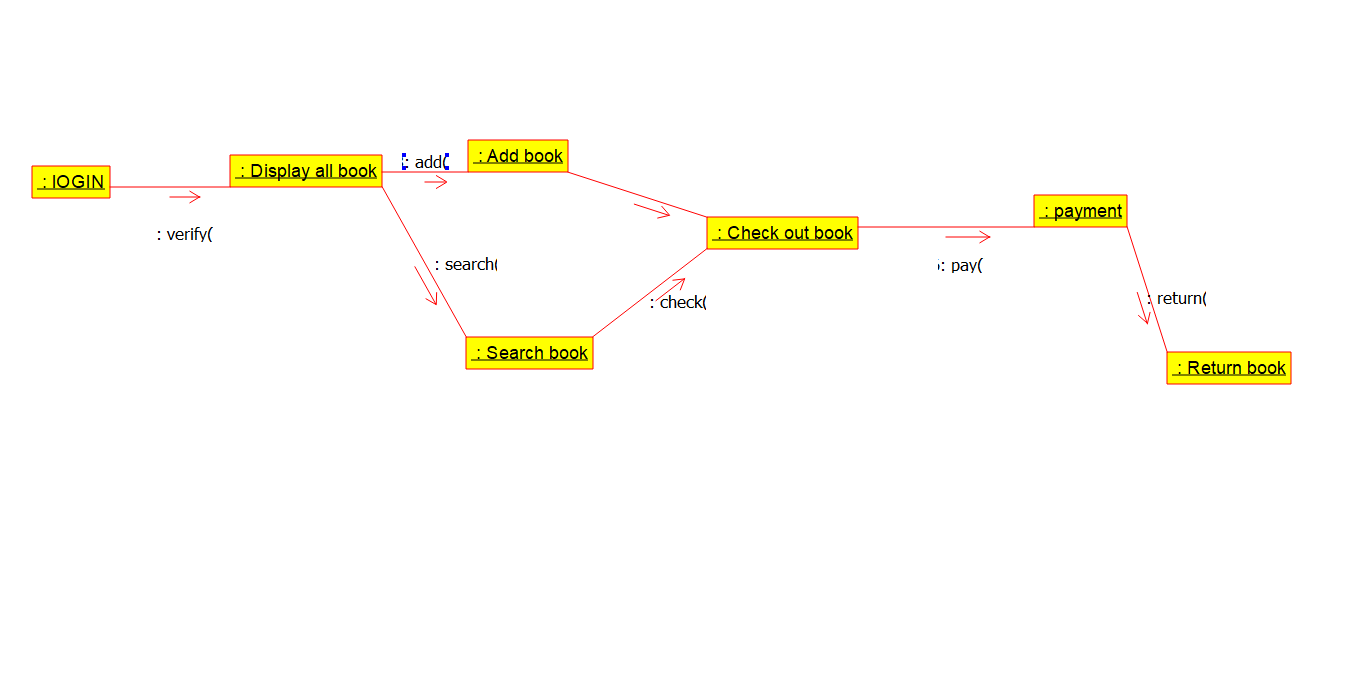 : lOGIN
: verify(
: Display all book
: add(
: Add book
: search(
: Search book
: check(
: Check out book
: pay(
: payment
: return(
: Return book